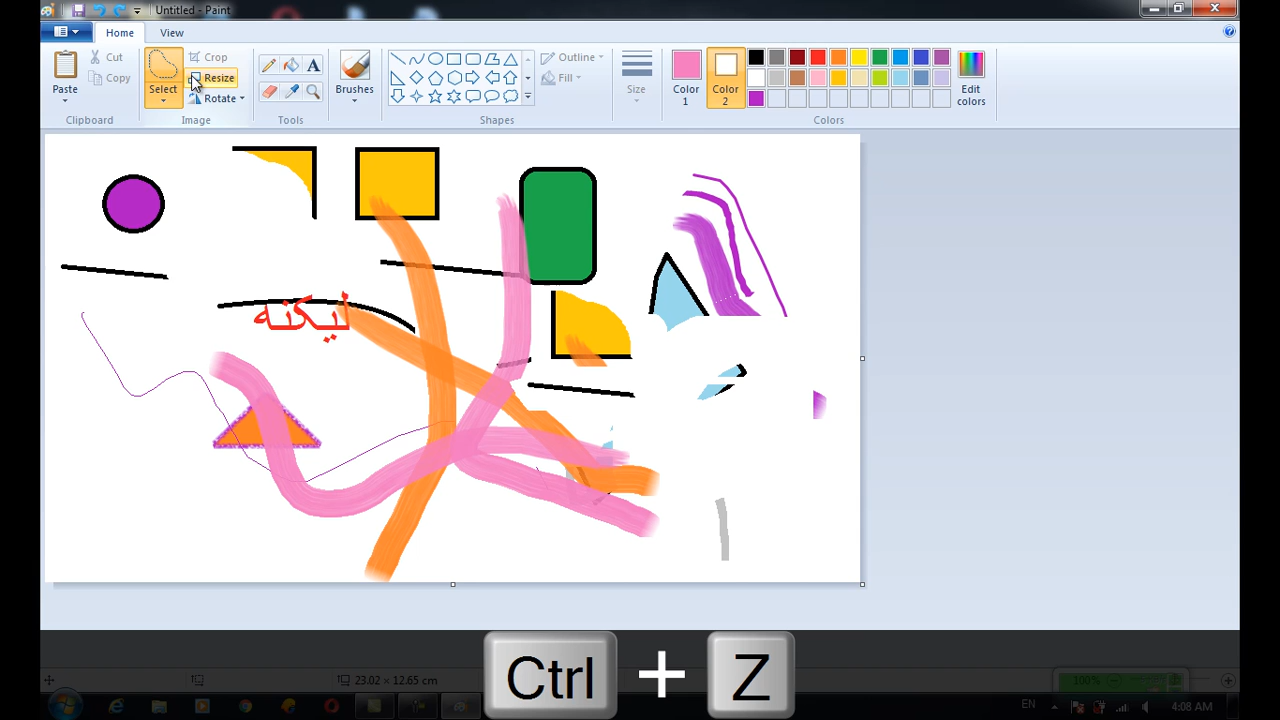 Untitled - Paint
Home View
Paste
Cut
Copy
Clipboard
Select
Crop
Resize
Rotate
Image
A
Tools
Brushes
Outline
Fill
Shapes
Size
Color 1
Color 2
Edit colors
Colors
ليكنه
Ctrl + Z
23.02 × 12.65 cm
100%
EN 4:08 AM